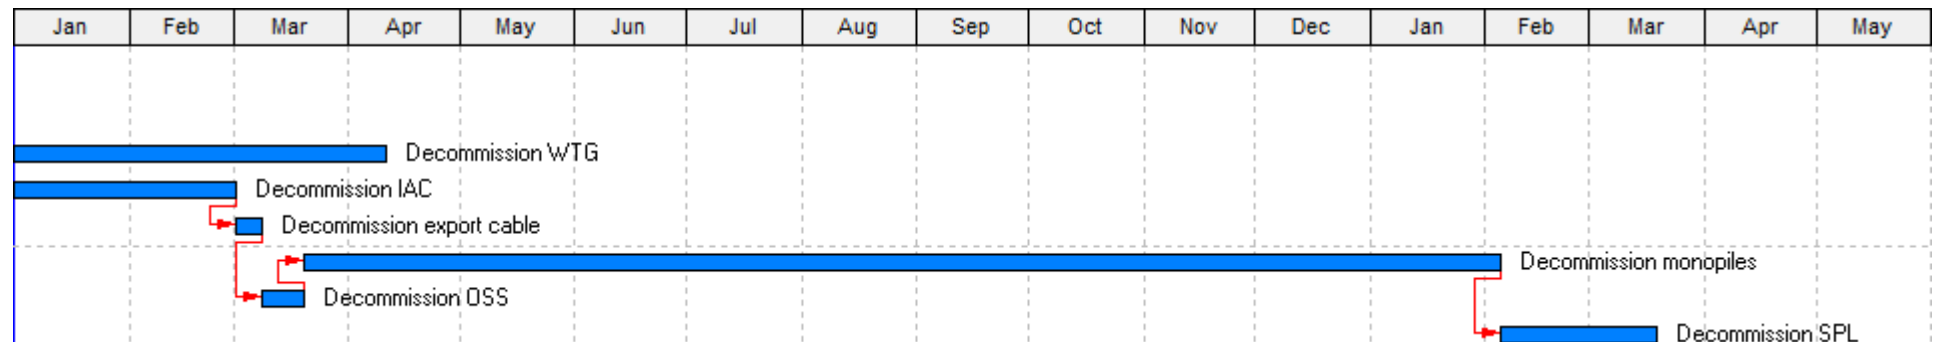 Jan Feb Mar Apr May Jun Jul Aug Sep Oct Nov Dec Jan Feb Mar Apr May
Decommission WTG
Decommission IAC
Decommission export cable
Decommission monopiles
Decommission OSS
Decommission SPL